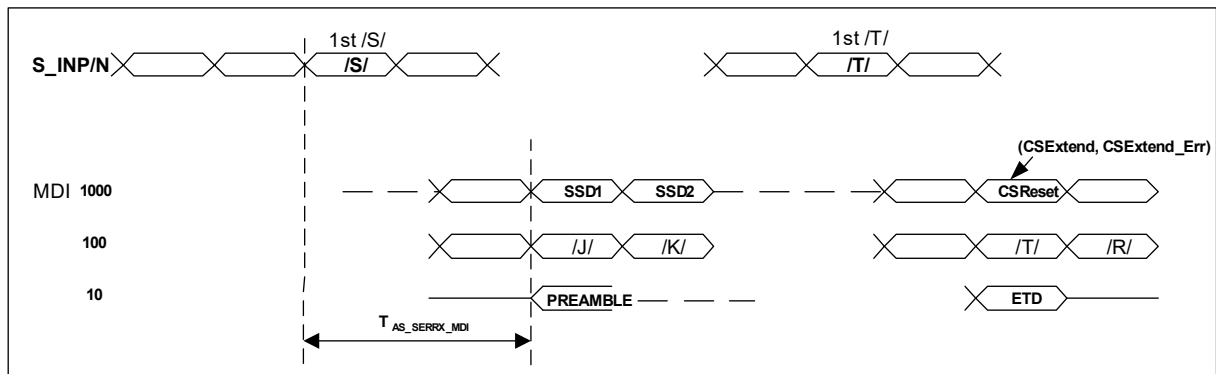 1st /S/ 1st /T/
S_INP/N /S/ /T/
(CSExtend, CSExtend_Err)
MDI 1000 SSD1 SSD2 CSReset
100 /J/ /K/ /T/ /R/
10 PREAMBLE ETD
T AS_SERRX_MDI